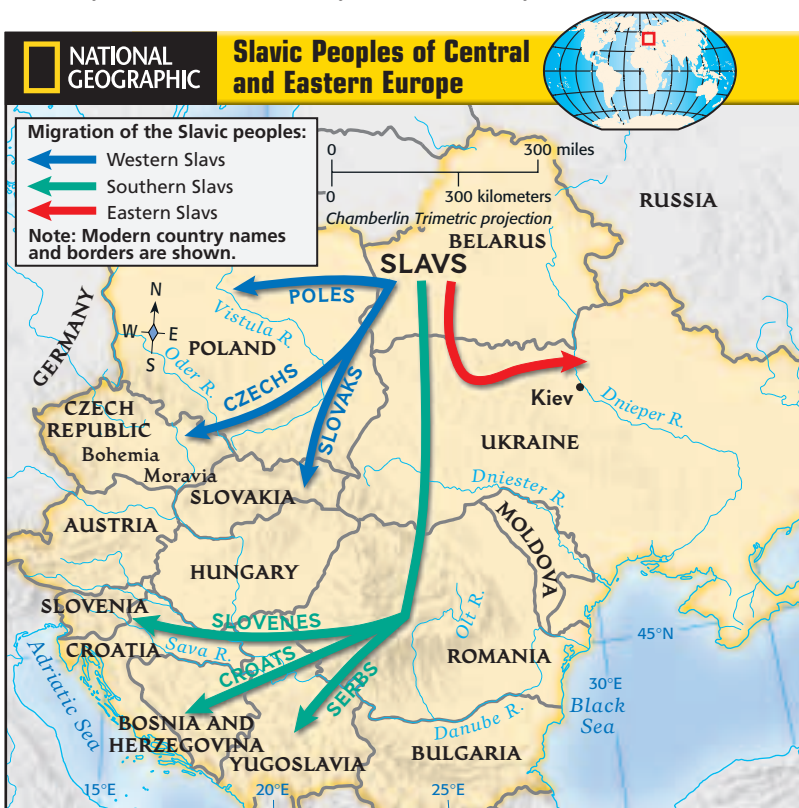 NATIONAL
GEOGRAPHIC
Slavic Peoples of Central
and Eastern Europe
Migration of the Slavic peoples:
Western Slavs
Southern Slavs
Eastern Slavs
Note: Modern country names
and borders are shown.
0 300 miles
0 300 kilometers
Chamberlin Trimetric projection
RUSSIA
BELARUS
SLAVS
POLES
N
W E
S
Vistula R.
POLAND
GERMANY
Oder R.
CZECHS
SLOVAKS
Kiev
Dnieper R.
CZECH
REPUBLIC
Bohemia
Moravia
UKRAINE
SLOVAKIA
Dniester R.
AUSTRIA
MOLDOVA
HUNGARY
SLOVENIA
SLOVENES
Olt R.
45°N
CROATIA
Sava R.
CROATS
SERBS
ROMANIA
Adriatic Sea
30°E
Black
Sea
BOSNIA AND
HERZEGOVINA
Danube R.
YUGOSLAVIA
BULGARIA
15°E
20°E
25°E